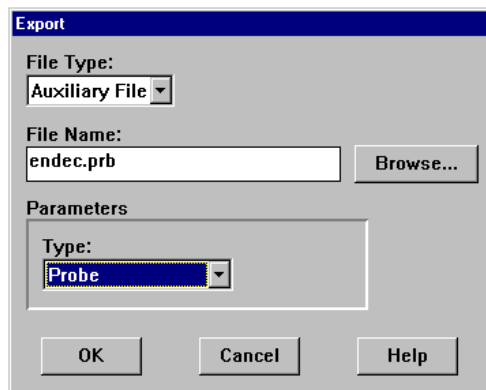 Export
File Type:
Auxiliary File
File Name:
endec.prb
Browse...
Parameters
Type:
Probe
OK Cancel Help